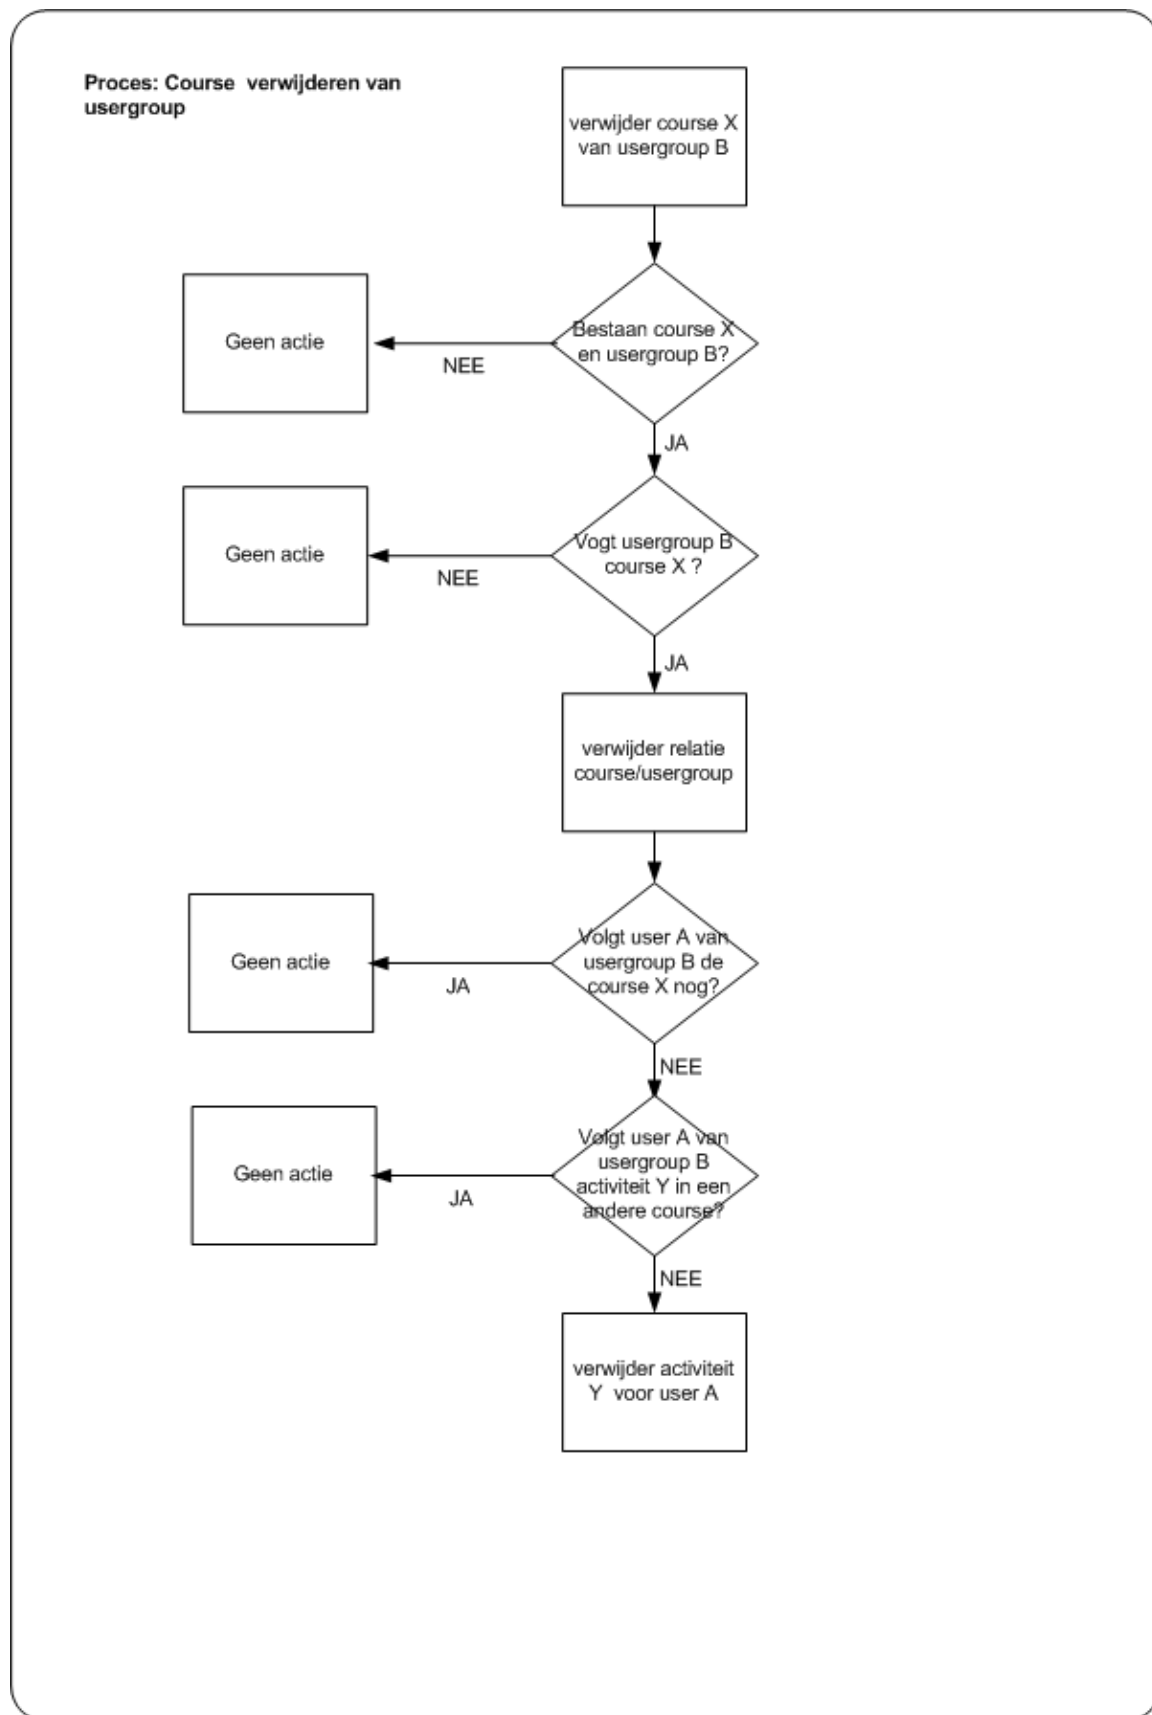 Proces: Course  verwijderen van
usergroup
verwijder course X
van usergroup B
Bestaan course X
en usergroup B?
Geen actie
NEE
JA
Vogt usergroup B
course X ?
Geen actie
NEE
JA
verwijder relatie
course/usergroup
Volgt user A van
usergroup B de
course X nog?
Geen actie
JA
NEE
Volgt user A van
usergroup B
activiteit Y in een
andere course?
Geen actie
JA
NEE
verwijder activiteit
Y  voor user A